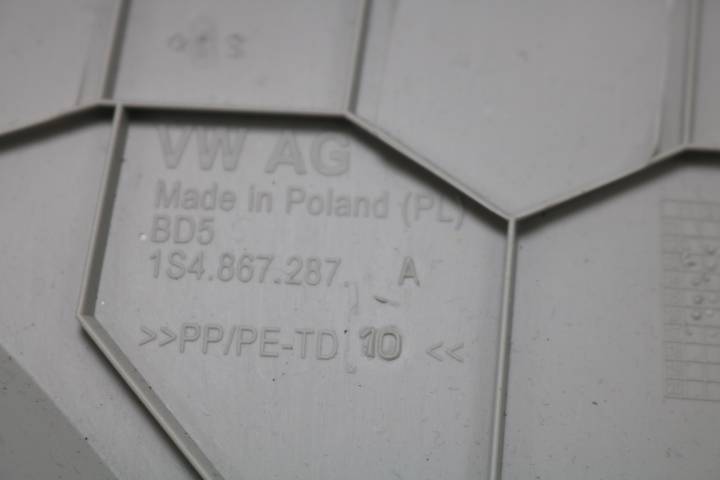 VW AG
Made in Poland (PL)
BD5
1S4.867.287. A
>>PP/PE-TD 10 <<